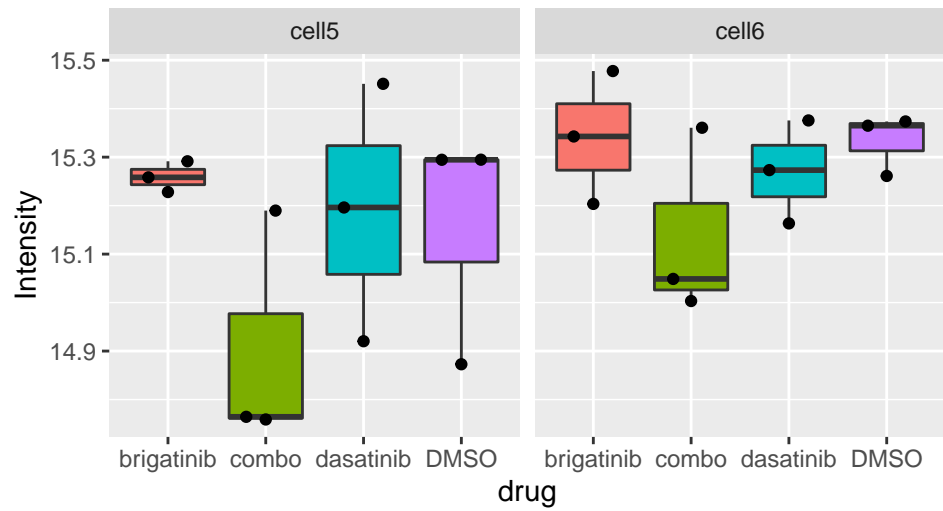 cell5
cell6
15.5
15.3
15.1
14.9
Intensity
brigatinib combo dasatinib DMSO
brigatinib combo dasatinib DMSO
drug